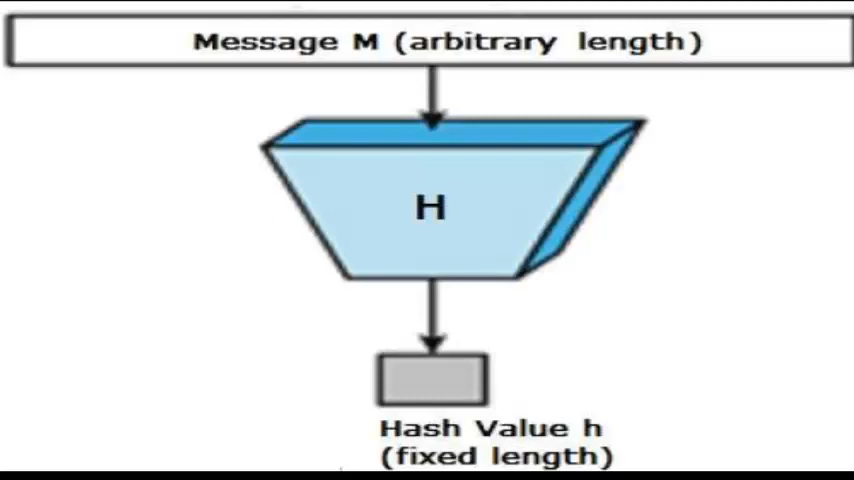 Message M (arbitrary length)
H
Hash Value h
(fixed length)